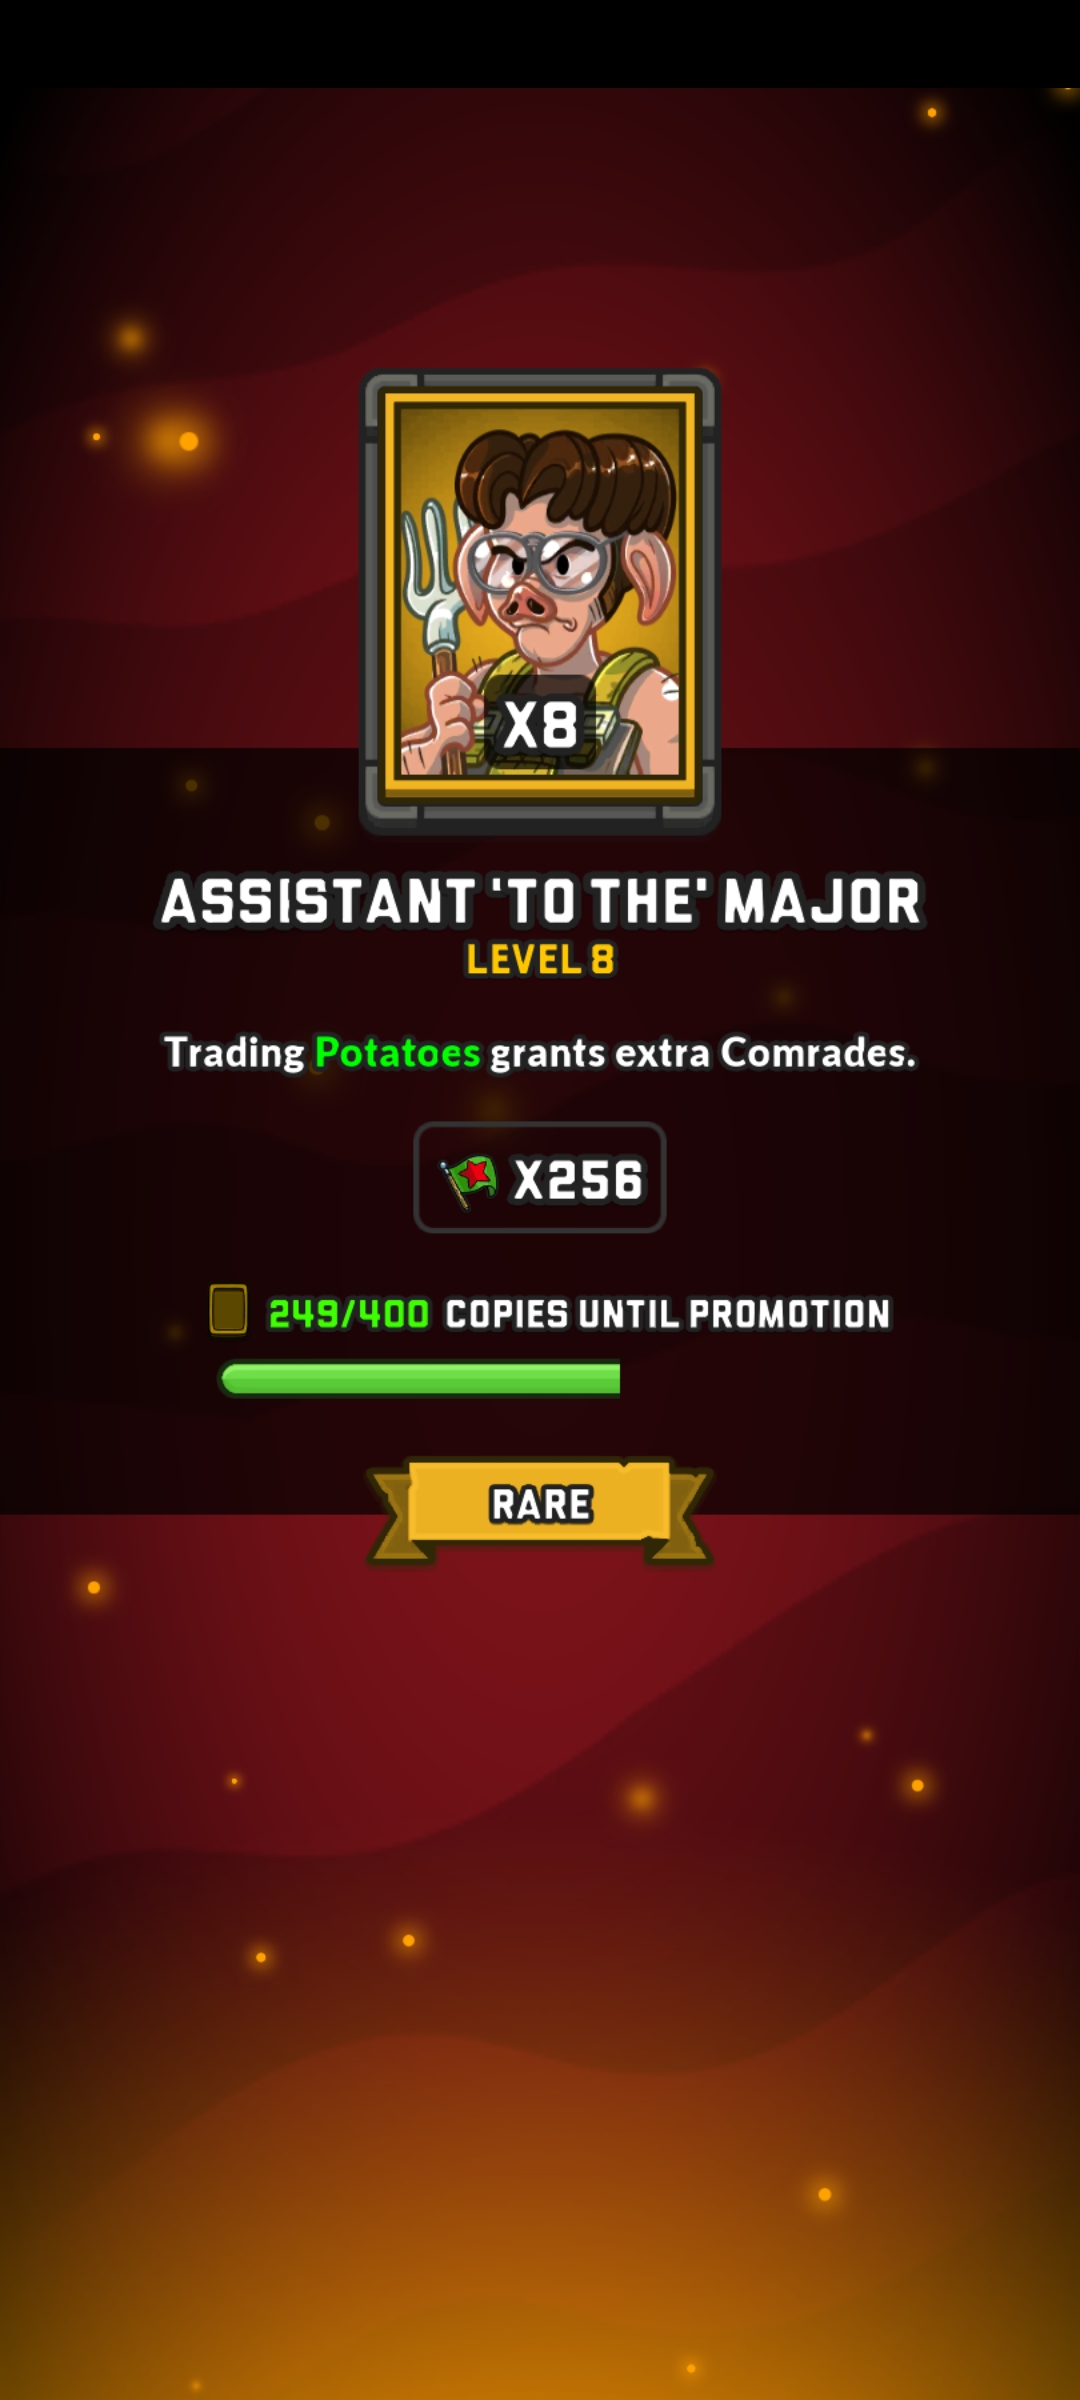 X8
ASSISTANT 'TO THE' MAJOR
LEVEL 8
Trading Potatoes grants extra Comrades.
X256
249/400 COPIES UNTIL PROMOTION
RARE